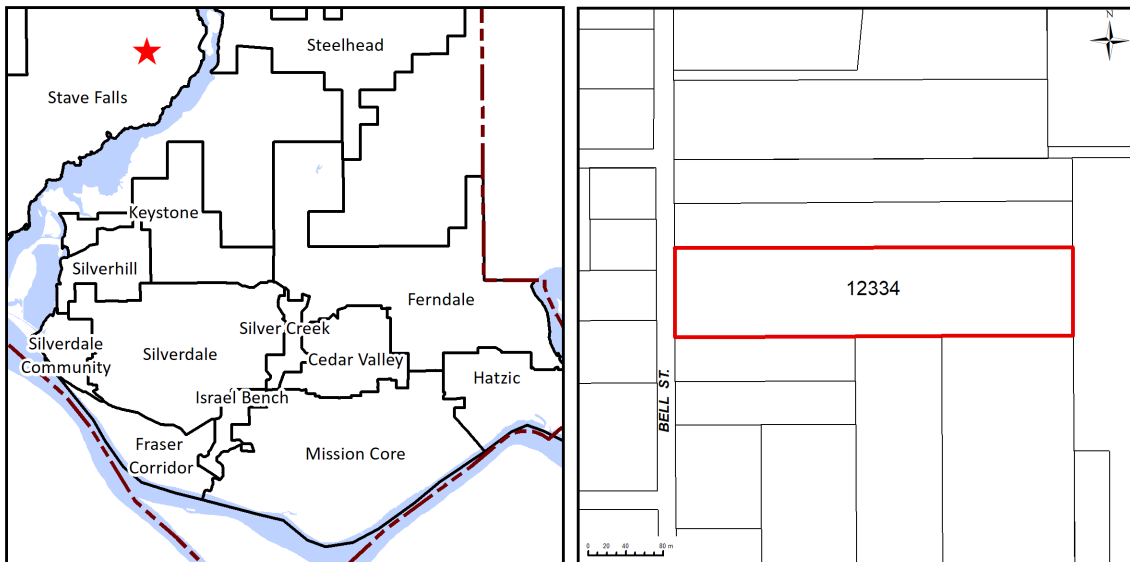 Steelhead
Stave Falls
Keystone
Silverhill
Ferndale
Silver Creek
Silverdale
Community
Silverdale
Cedar Valley
Hatzic
Israel Bench
Fraser
Corridor
Mission Core
N
12334
BELL ST.
0 20 40 80 m